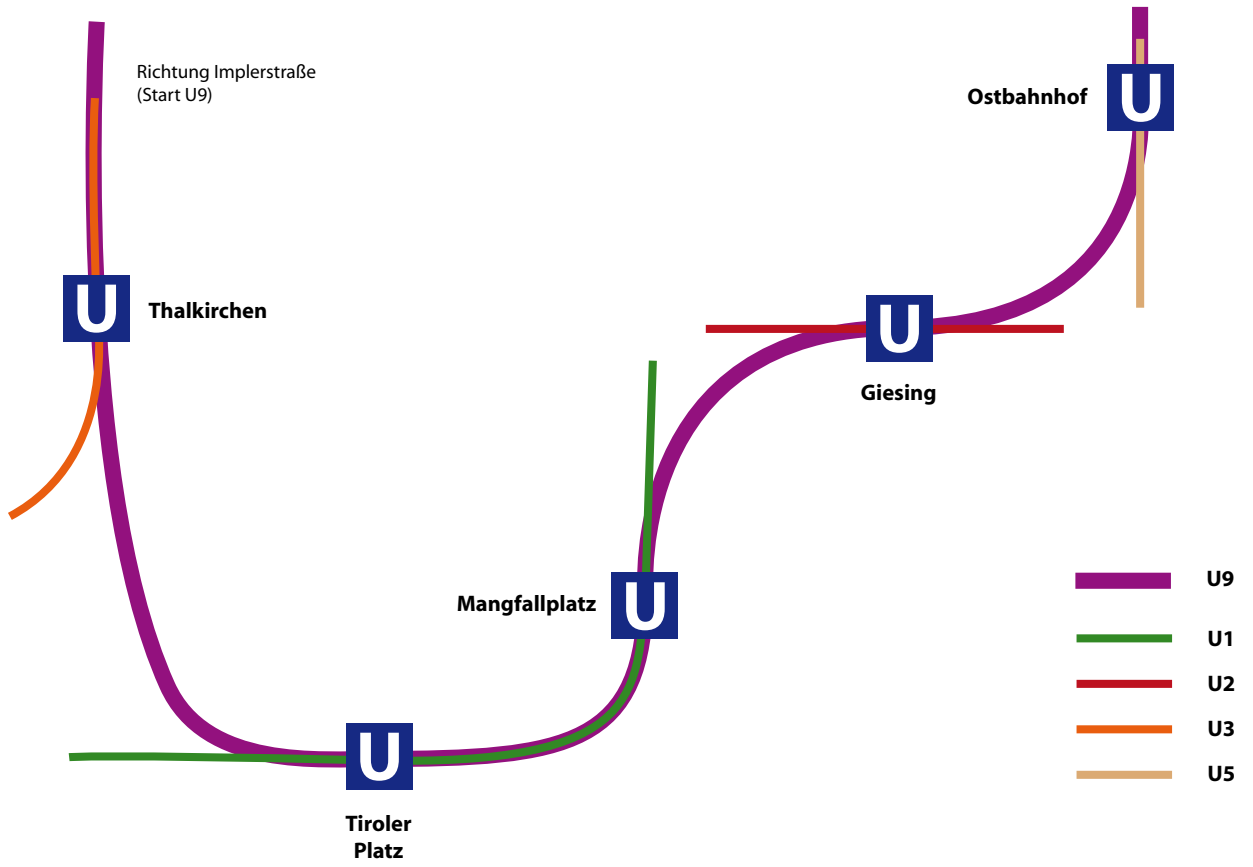 Richtung Implerstraße
(Start U9)
U
Ostbahnhof
U
Thalkirchen
U
Giesing
U
Mangfallplatz
U
Tiroler
Platz
U9
U1
U2
U3
U5